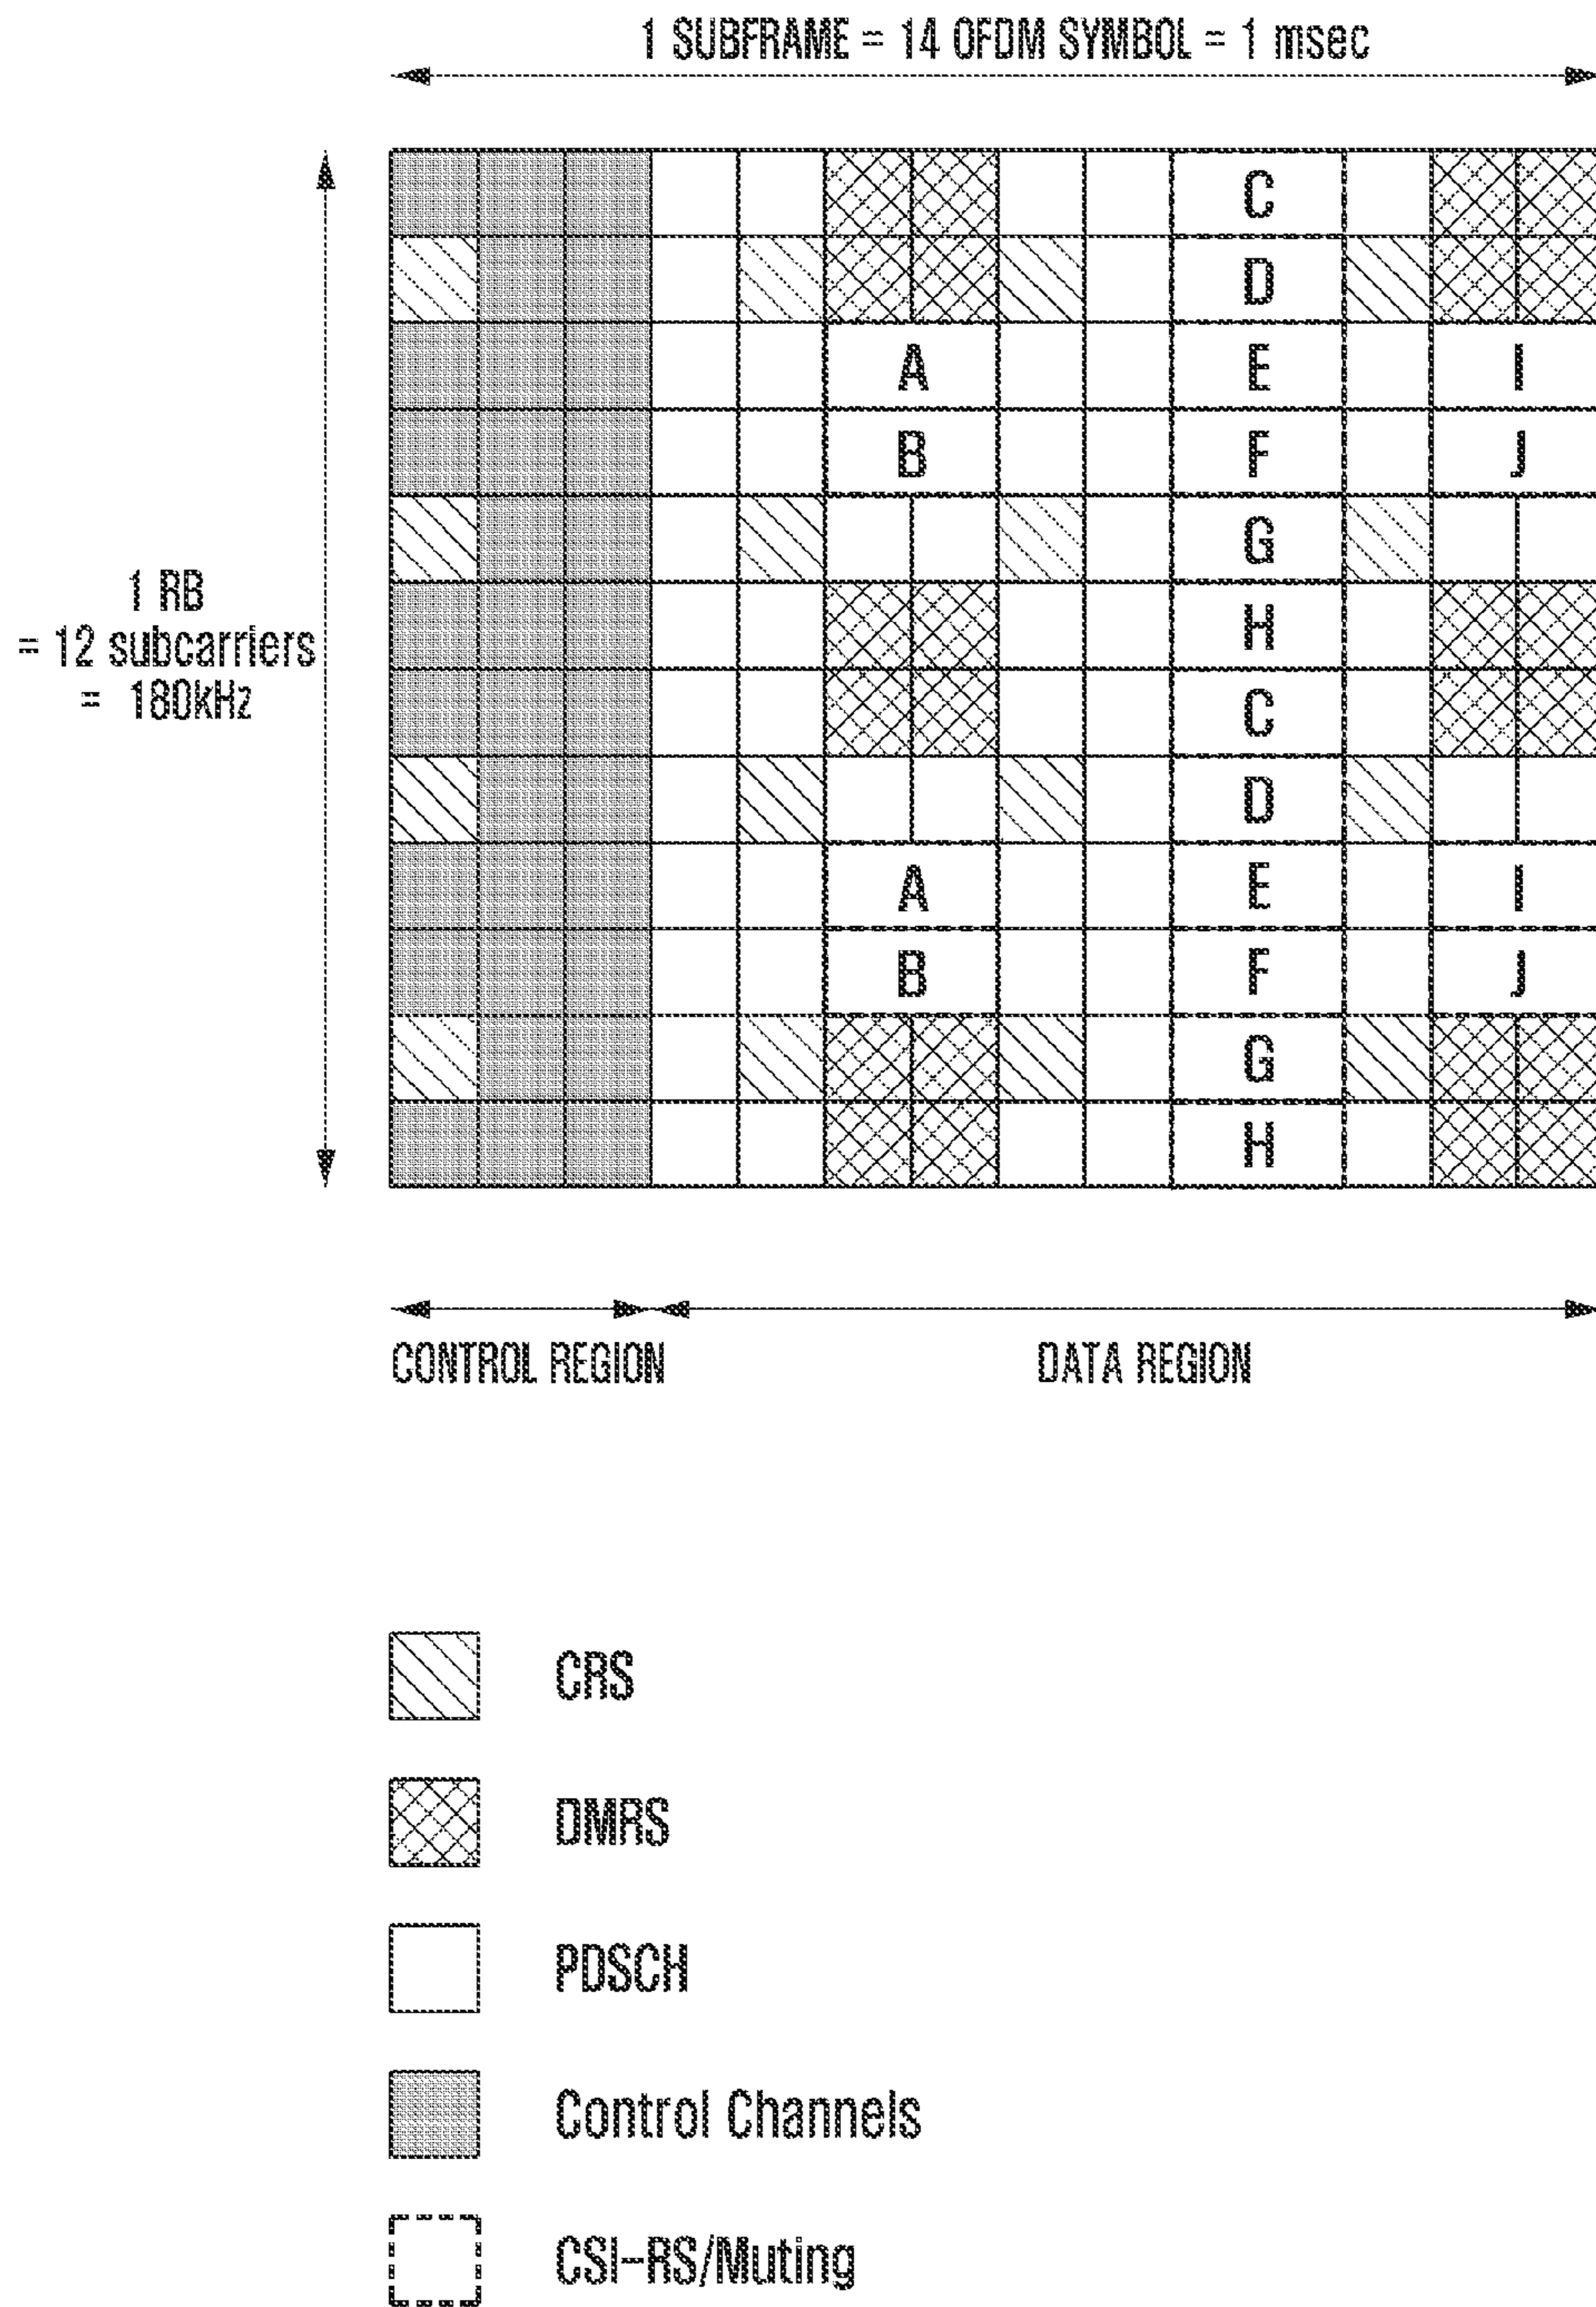 1 SUBFRAME = 14 OFDM SYMBOL = 1 msec
C
D
A E I
B F J
G
1 RB
= 12 subcarriers
= 180kHz
H
C
D
A E I
B F J
G
H
CONTROL REGION DATA REGION
CRS
DMRS
PDSCH
Control Channels
CSI-RS/Muting